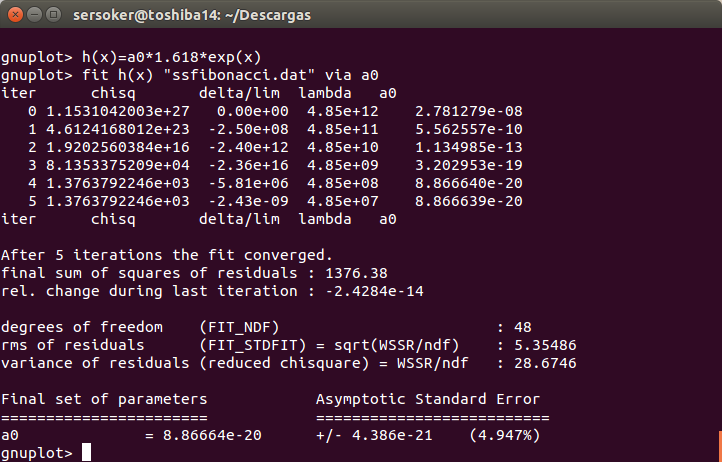 sersoker@toshiba14: ~/Descargas
gnuplot> h(x)=a0*1.618*exp(x)
gnuplot> fit h(x) "ssfibonacci.dat" via a0
iter      chisq       delta/lim  lambda   a0
   0 1.1531042003e+27   0.00e+00  4.85e+12    2.781279e-08
   1 4.6124168012e+23  -2.50e+08  4.85e+11    5.562557e-10
   2 1.9202560384e+16  -2.40e+12  4.85e+10    1.134985e-13
   3 8.1353375209e+04  -2.36e+16  4.85e+09    3.202953e-19
   4 1.3763792246e+03  -5.81e+06  4.85e+08    8.866640e-20
   5 1.3763792246e+03  -2.43e-09  4.85e+07    8.866639e-20
iter      chisq       delta/lim  lambda   a0
After 5 iterations the fit converged.
final sum of squares of residuals : 1376.38
rel. change during last iteration : -2.4284e-14
degrees of freedom    (FIT_NDF)                        : 48
rms of residuals      (FIT_STDFIT) = sqrt(WSSR/ndf)    : 5.35486
variance of residuals (reduced chisquare) = WSSR/ndf   : 28.6746
Final set of parameters            Asymptotic Standard Error
=======================            ==========================
a0              = 8.86664e-20      +/- 4.386e-21    (4.947%)
gnuplot>